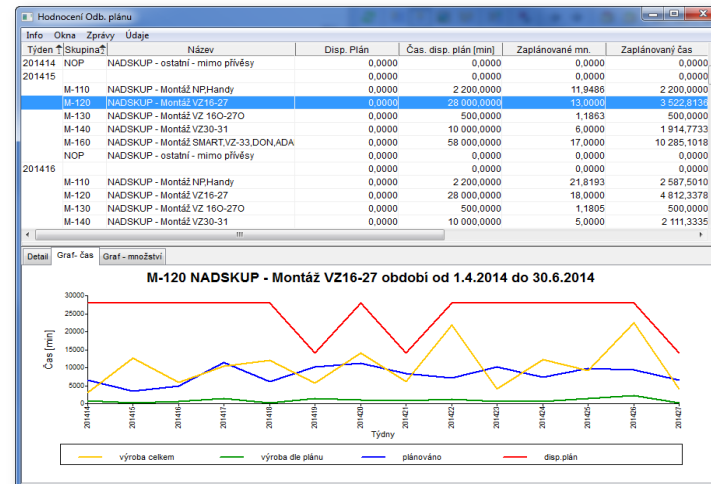 Hodnocení Odb. plánu
Info Okna Zprávy Údaje
Týden Skupina Název Disp. Plán Čas. disp. plán [min] Zaplánované mn. Zaplánovaný čas
201414 NOP NADSKUP - ostatní - mimo přívěsy 0,0000 0,0000 0,0000 0,0000
201415 0,0000 0,0000 0,0000 0,0000
M-110 NADSKUP - Montáž NP,Handy 0,0000 2 200,0000 11,9486 2 200,0000
M-120 NADSKUP - Montáž VZ16-27 0,0000 28 000,0000 13,0000 3 522,8136
M-130 NADSKUP - Montáž VZ 16O-27O 0,0000 500,0000 1,1863 500,0000
M-140 NADSKUP - Montáž VZ30-31 0,0000 10 000,0000 6,0000 1 914,7733
M-160 NADSKUP - Montáž SMART,VZ-33,DON,ADA 0,0000 58 000,0000 17,0000 10 285,1018
NOP NADSKUP - ostatní - mimo přívěsy 0,0000 0,0000 0,0000 0,0000
201416 0,0000 0,0000 0,0000 0,0000
M-110 NADSKUP - Montáž NP,Handy 0,0000 2 200,0000 21,8193 2 587,5010
M-120 NADSKUP - Montáž VZ16-27 0,0000 28 000,0000 18,0000 4 812,3378
M-130 NADSKUP - Montáž VZ 16O-27O 0,0000 500,0000 1,1805 500,0000
M-140 NADSKUP - Montáž VZ30-31 0,0000 10 000,0000 5,0000 2 111,3335
Detail Graf- čas Graf - množství
M-120 NADSKUP - Montáž VZ16-27 období od 1.4.2014 do 30.6.2014
Čas [min]
30000
25000
20000
15000
10000
5000
0
201414 201415 201416 201417 201418 201419 201420 201421 201422 201423 201424 201425 201426 201427
Týdny
výroba celkem výroba dle plánu plánováno disp.plán